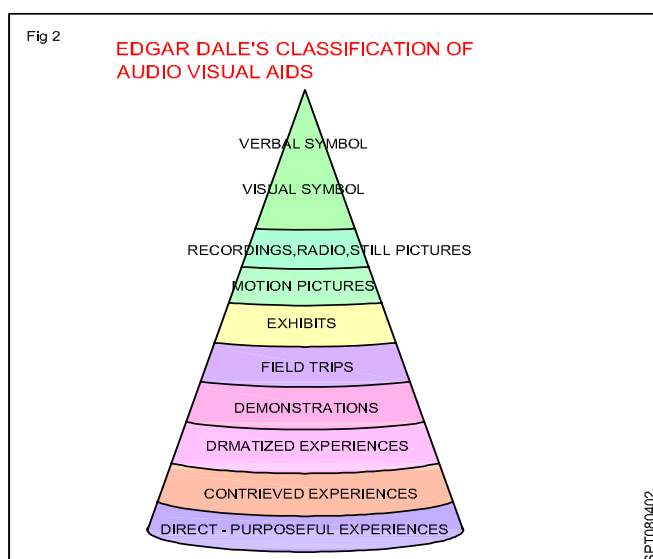 Fig 2
EDGAR DALE'S CLASSIFICATION OF
AUDIO VISUAL AIDS
VERBAL SYMBOL
VISUAL SYMBOL
RECORDINGS,RADIO,STILL PICTURES
MOTION PICTURES
EXHIBITS
FIELD TRIPS
DEMONSTRATIONS
DRMATIZED EXPERIENCES
CONTRIEVED EXPERIENCES
DIRECT - PURPOSEFUL EXPERIENCES